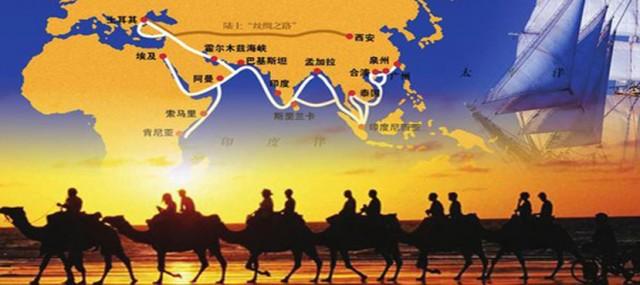 土耳其
陆上“丝绸之路”
西安
埃及
霍尔木兹海峡
巴基斯坦
孟加拉
泉州
合浦
广州
太 平 洋
阿曼
印度
泰国
索马里
斯里兰卡
印度尼西亚
肯尼亚
印 度 洋